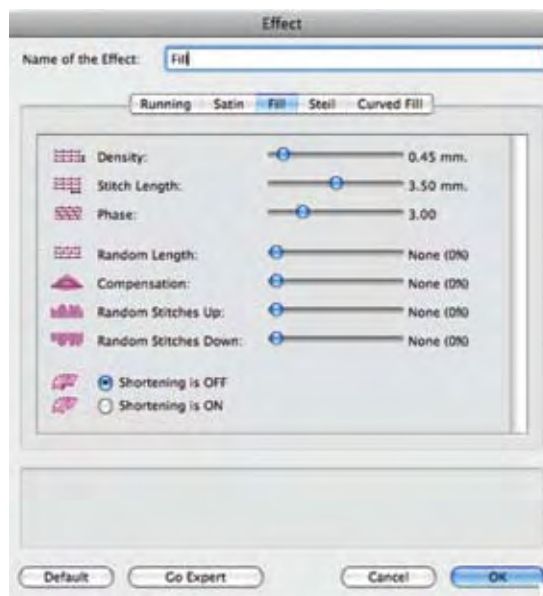 Effect
Name of the Effect: Fill
Running Satin Fill Steil Curved Fill
Density: 0.45 mm.
Stitch Length: 3.50 mm.
Phase: 3.00
Random Length: None (0%)
Compensation: None (0%)
Random Stitches Up: None (0%)
Random Stitches Down: None (0%)
Shortening is OFF
Shortening is ON
Default Go Expert Cancel OK